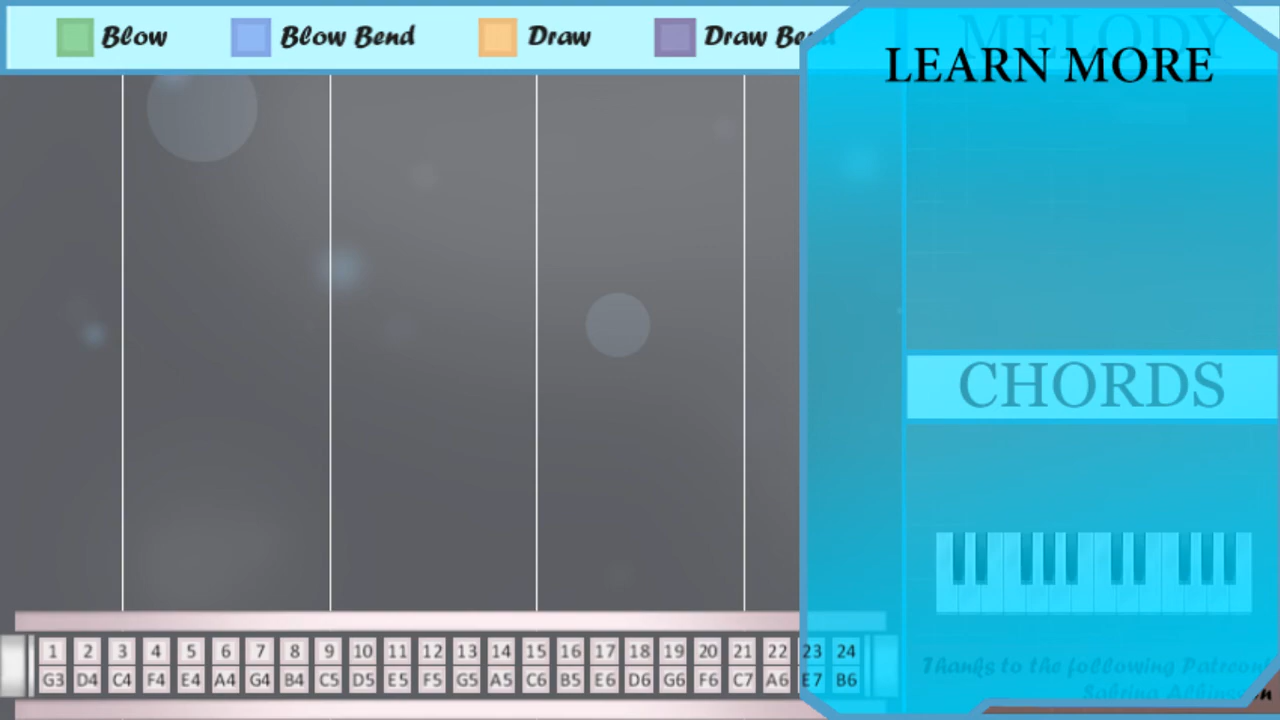 Blow Blow Bend Draw Draw Bend
MELODY
LEARN MORE
CHORDS
1 2 3 4 5 6 7 8 9 10 11 12 13 14 15 16 17 18 19 20 21 22 23 24
G3 D4 C4 F4 E4 A4 G4 B4 C5 D5 E5 F5 G5 A5 C6 B5 E6 D6 G6 F6 C7 A6 E7 B6
Thanks to the following Patreon
Sabrina